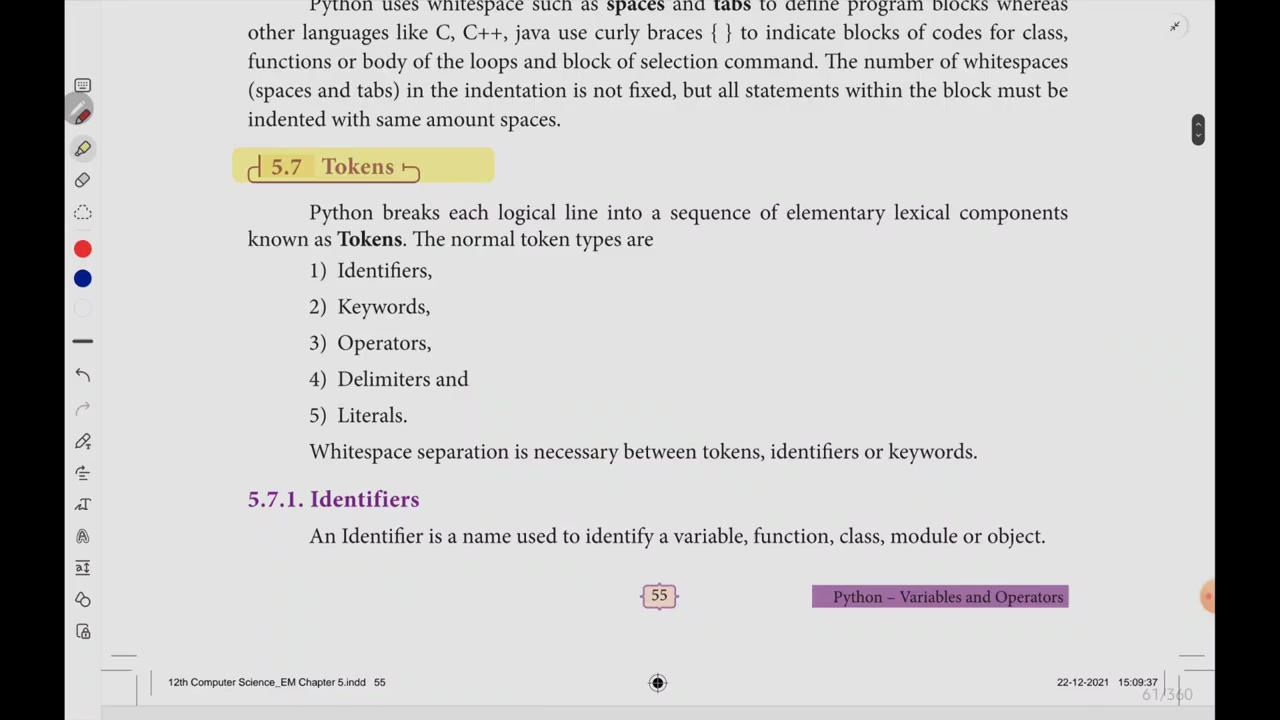 Python uses whitespace such as spaces and tabs to define program blocks whereas
other languages like C, C++, java use curly braces { } to indicate blocks of codes for class,
functions or body of the loops and block of selection command. The number of whitespaces
(spaces and tabs) in the indentation is not fixed, but all statements within the block must be
indented with same amount spaces.
5.7 Tokens
Python breaks each logical line into a sequence of elementary lexical components
known as Tokens. The normal token types are
1) Identifiers,
2) Keywords,
3) Operators,
4) Delimiters and
5) Literals.
Whitespace separation is necessary between tokens, identifiers or keywords.
5.7.1. Identifiers
An Identifier is a name used to identify a variable, function, class, module or object.
55
Python – Variables and Operators
12th Computer Science_EM Chapter 5.indd 55
22-12-2021 15:09:37
61/360